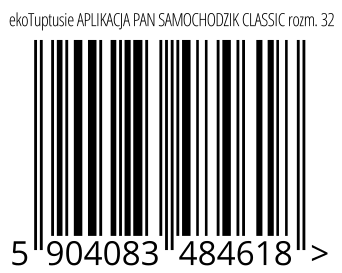 ekoTuptusie APLIKACJA PAN SAMOCHODZIK CLASSIC rozm. 32
5 904083 484618 >